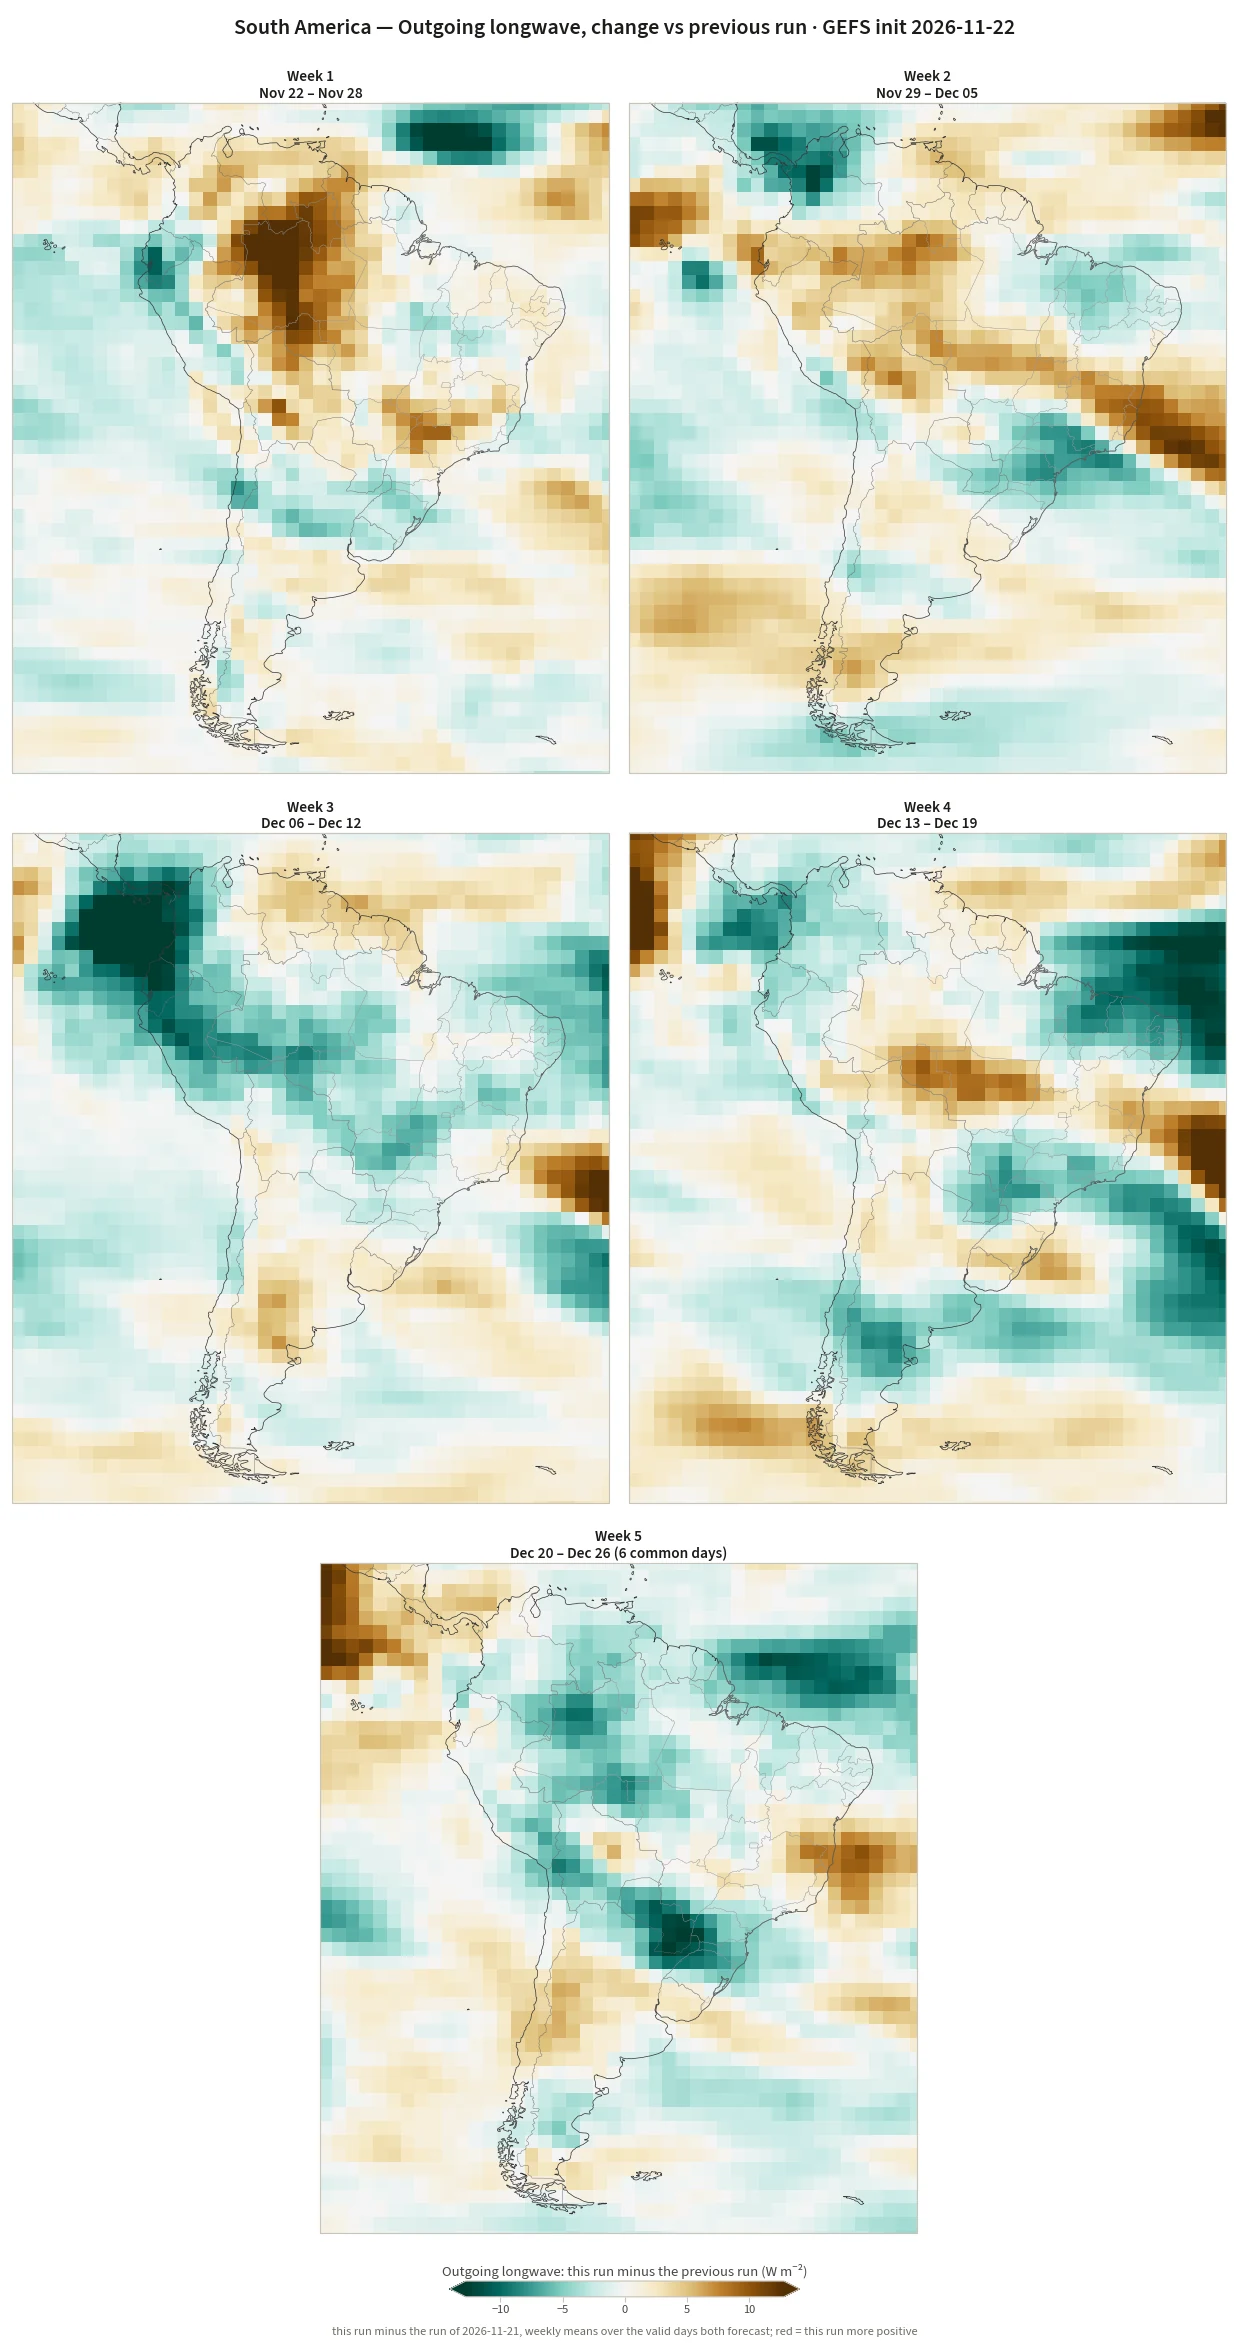 South America — Outgoing longwave, change vs previous run · GEFS init 2026-11-22
Week 1
Nov 22 – Nov 28
Week 2
Nov 29 – Dec 05
Week 3
Dec 06 – Dec 12
Week 4
Dec 13 – Dec 19
Week 5
Dec 20 – Dec 26 (6 common days)
Outgoing longwave: this run minus the previous run (W m⁻²)
−10 −5 0 5 10
this run minus the run of 2026-11-21, weekly means over the valid days both forecast; red = this run more positive